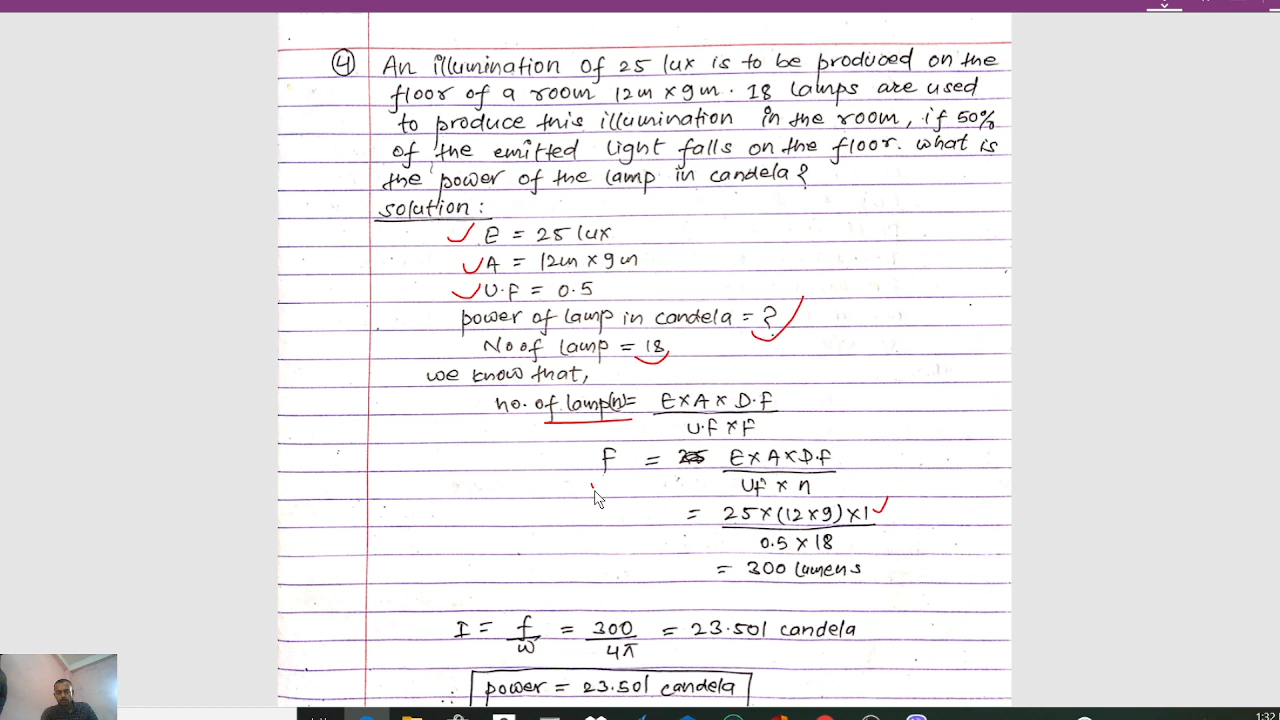 ④ An illumination of 25 lux is to be produced on the
floor of a room 12m x 9m. 18 lamps are used
to produce this illumination in the room, if 50%
of the emitted light falls on the floor. what is
the power of the lamp in candela?
solution:
E = 25 lux
A = 12m x 9m
U.F = 0.5
power of lamp in candela = ?
No of lamp = 18
we know that,
no. of lamp(n)= E x A x D.F
U.F x F
F = E x A x D.F
UF x n
= 25 x (12 x 9) x 1
0.5 x 18
= 300 lumens
I = F = 300 = 23.501 candela
ω 4π
∴ power = 23.501 candela
1:32